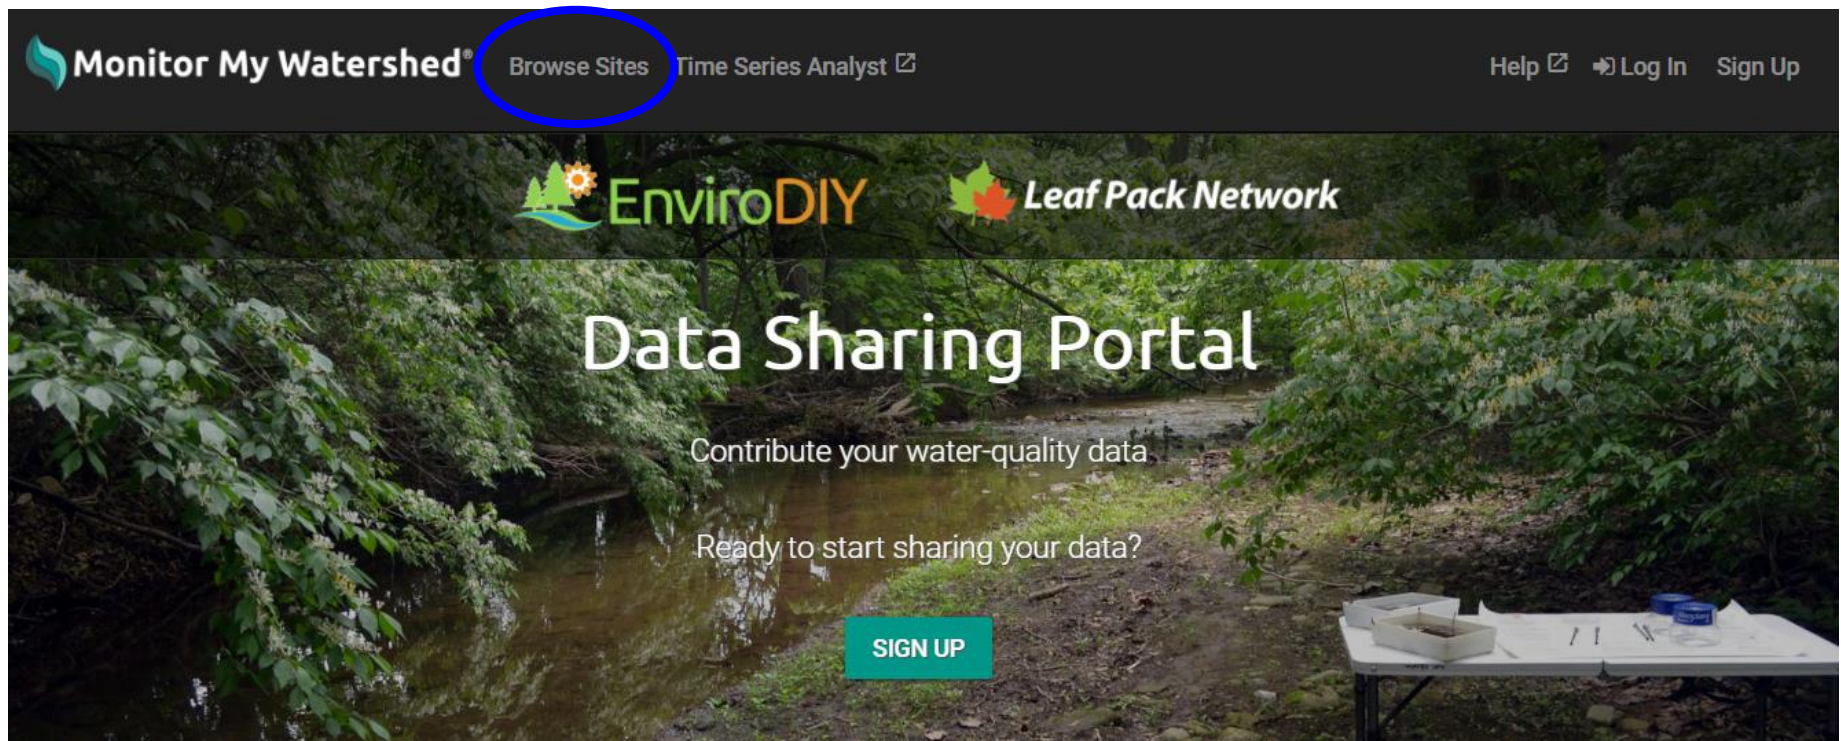 Monitor My Watershed®
Browse Sites
Time Series Analyst
Help
Log In
Sign Up
EnviroDIY
Leaf Pack Network
Data Sharing Portal
Contribute your water-quality data
Ready to start sharing your data?
SIGN UP